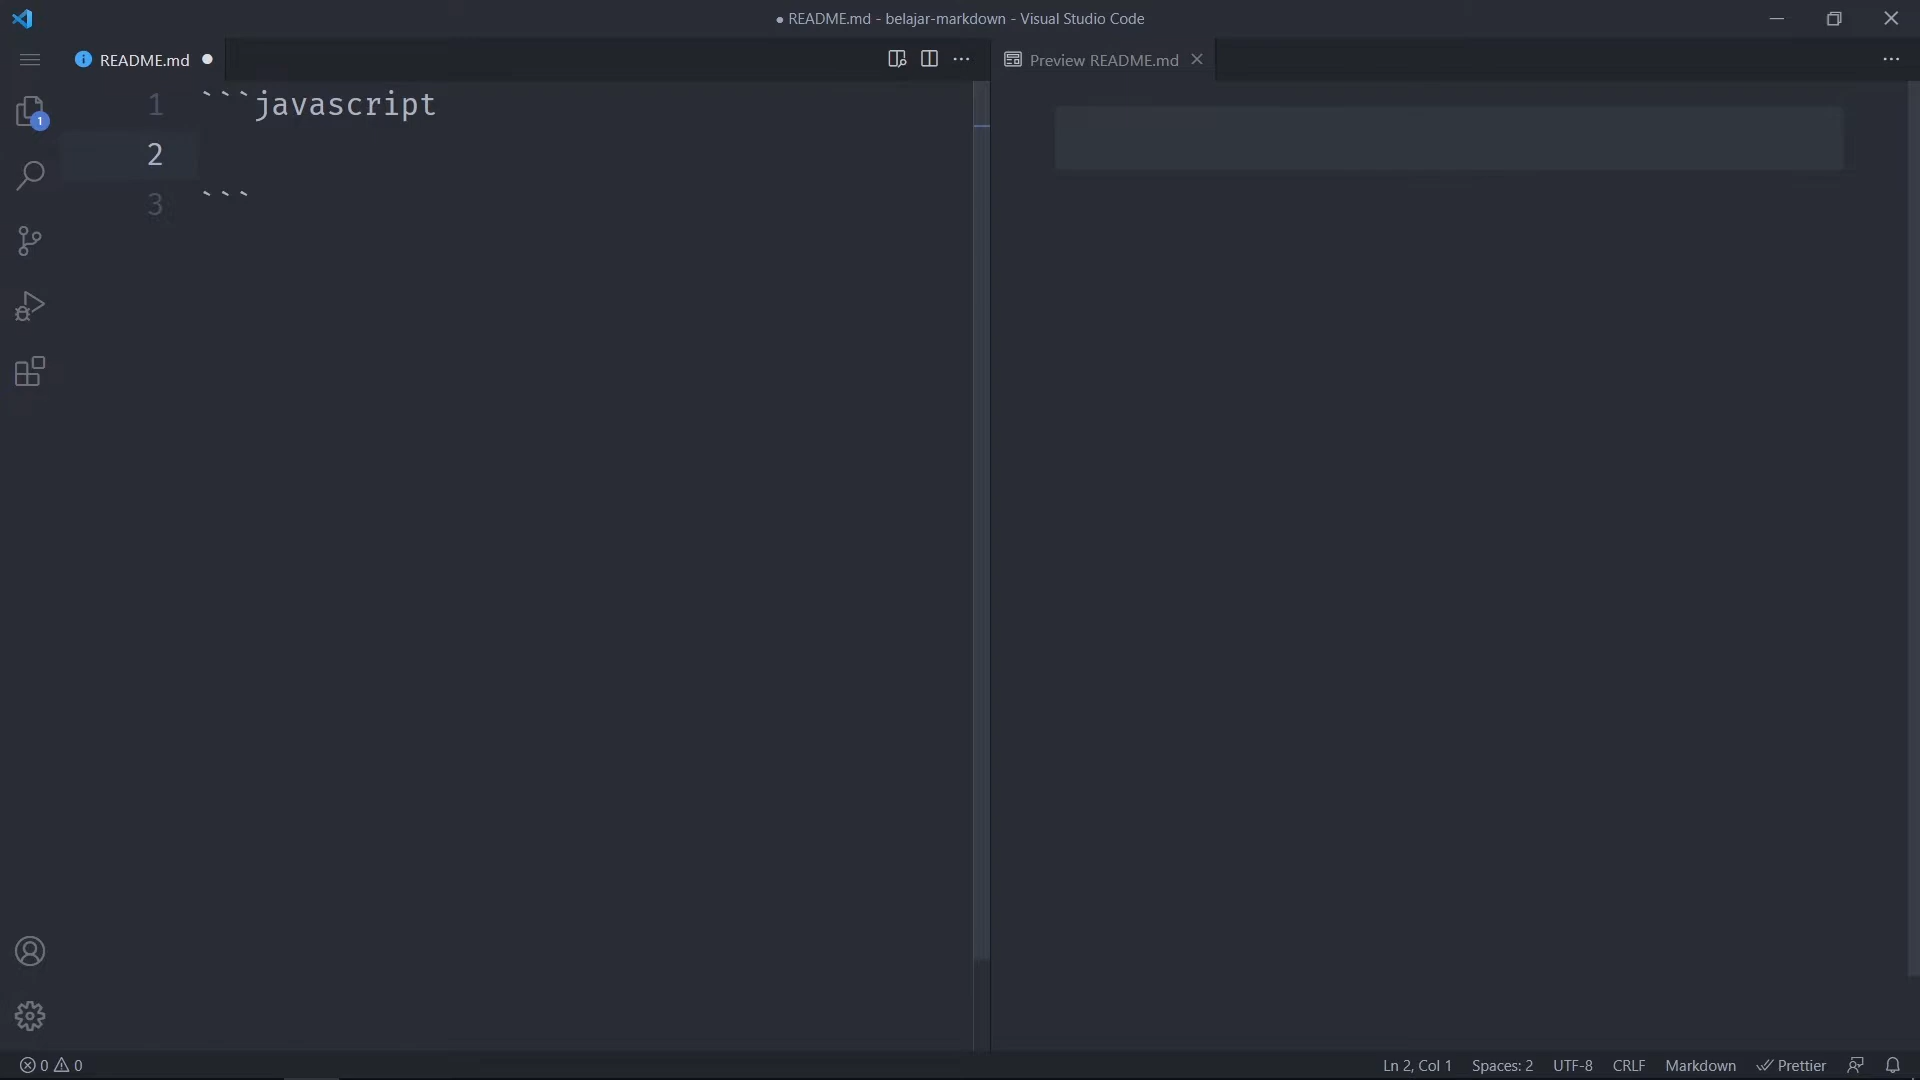 ● README.md - belajar-markdown - Visual Studio Code
README.md ●
Preview README.md
1 ```javascript
2
3 ```
1
0 0
Ln 2, Col 1 Spaces: 2 UTF-8 CRLF Markdown Prettier